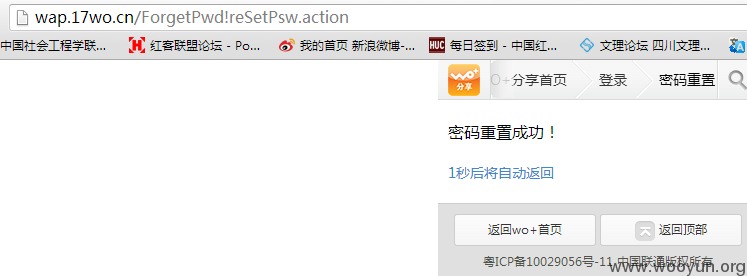 wap.17wo.cn/ForgetPwd!reSetPsw.action
中国社会工程学联... 红客联盟论坛 - Po... 我的首页 新浪微博-... HUC 每日签到 - 中国红... 文理论坛 四川文理...
wo+ 分享 O+分享首页 登录 密码重置
密码重置成功！
1秒后将自动返回
返回wo+首页 返回顶部
粤ICP备10029056号-11 中国联通版权所有
www.wooyun.org